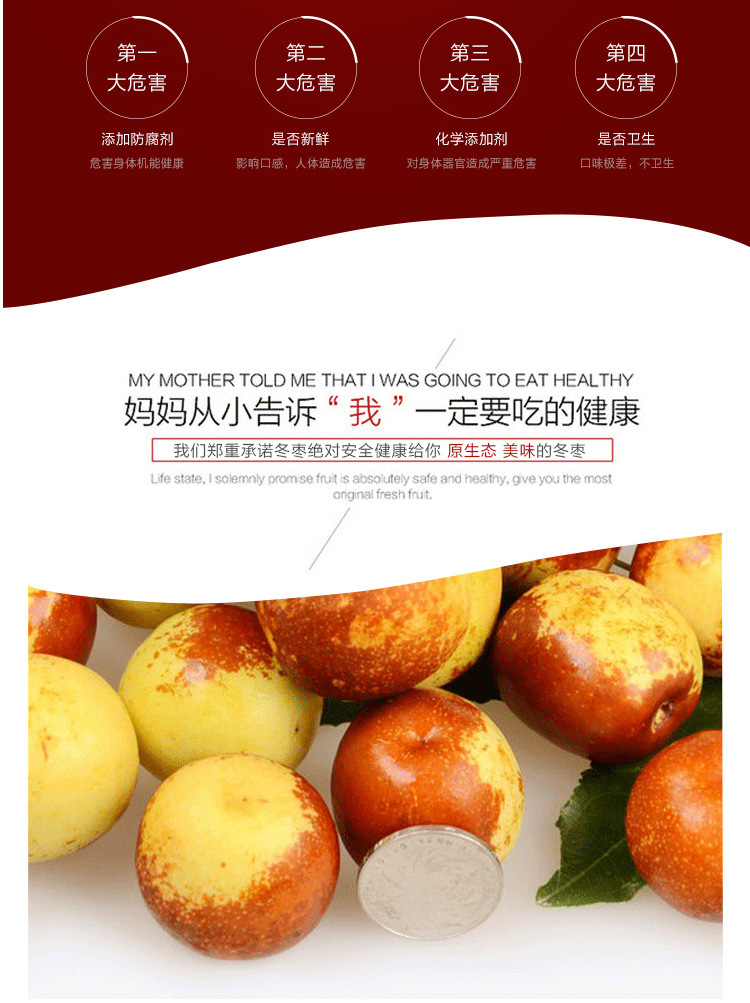 第一
大危害
第二
大危害
第三
大危害
第四
大危害
添加防腐剂
是否新鲜
化学添加剂
是否卫生
危害身体机能健康
影响口感，人体造成危害
对身体器官造成严重危害
口味极差，不卫生
MY MOTHER TOLD ME THAT I WAS GOING TO EAT HEALTHY
妈妈从小告诉“我”一定要吃的健康
我们郑重承诺冬枣绝对安全健康给你 原生态 美味的冬枣
Life state, I solemnly promise fruit is absolutely safe and healthy, give you the most
original fresh fruit.